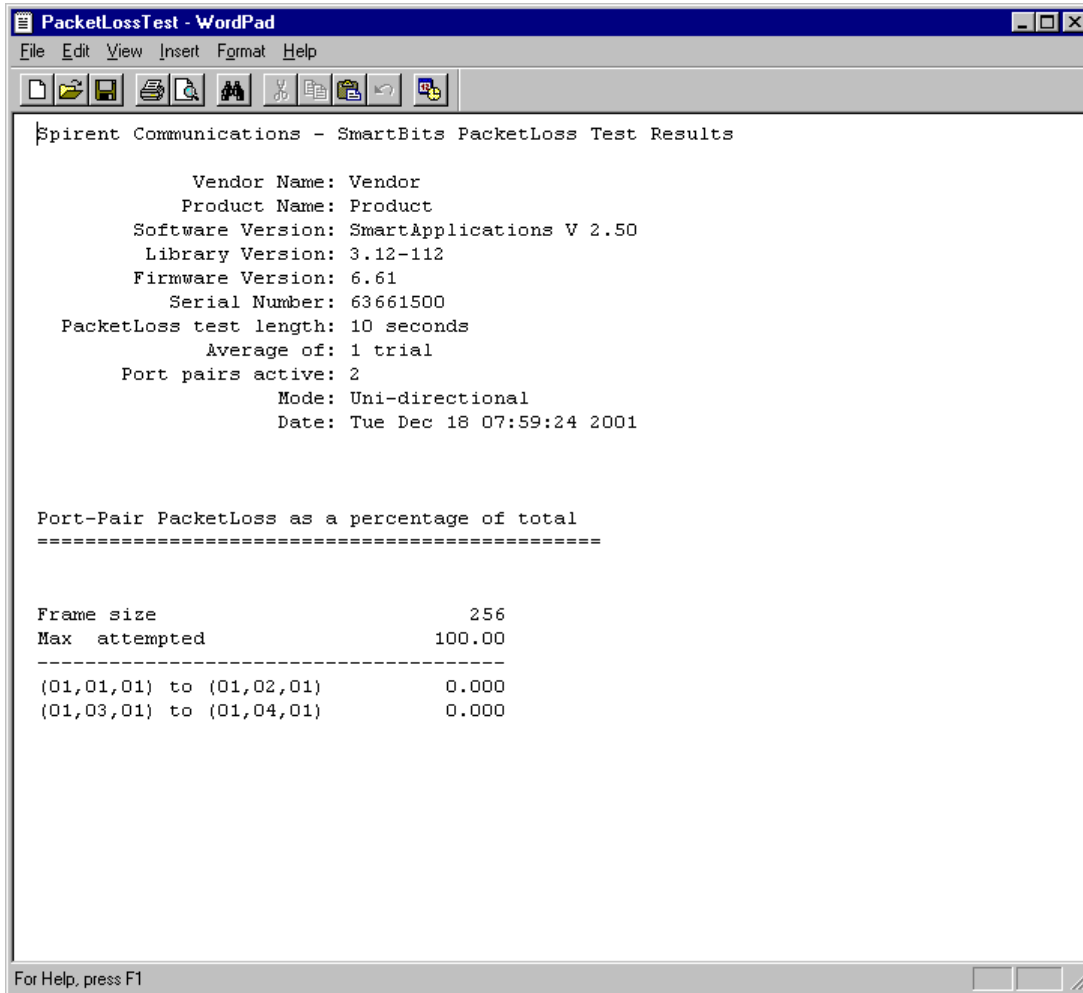 PacketLossTest - WordPad
File Edit View Insert Format Help
Spirent Communications - SmartBits PacketLoss Test Results
Vendor Name: Vendor
Product Name: Product
Software Version: SmartApplications V 2.50
Library Version: 3.12-112
Firmware Version: 6.61
Serial Number: 63661500
PacketLoss test length: 10 seconds
Average of: 1 trial
Port pairs active: 2
Mode: Uni-directional
Date: Tue Dec 18 07:59:24 2001
Port-Pair PacketLoss as a percentage of total
===============================================
Frame size 256
Max  attempted 100.00
---------------------------------------
(01,01,01) to (01,02,01) 0.000
(01,03,01) to (01,04,01) 0.000
For Help, press F1